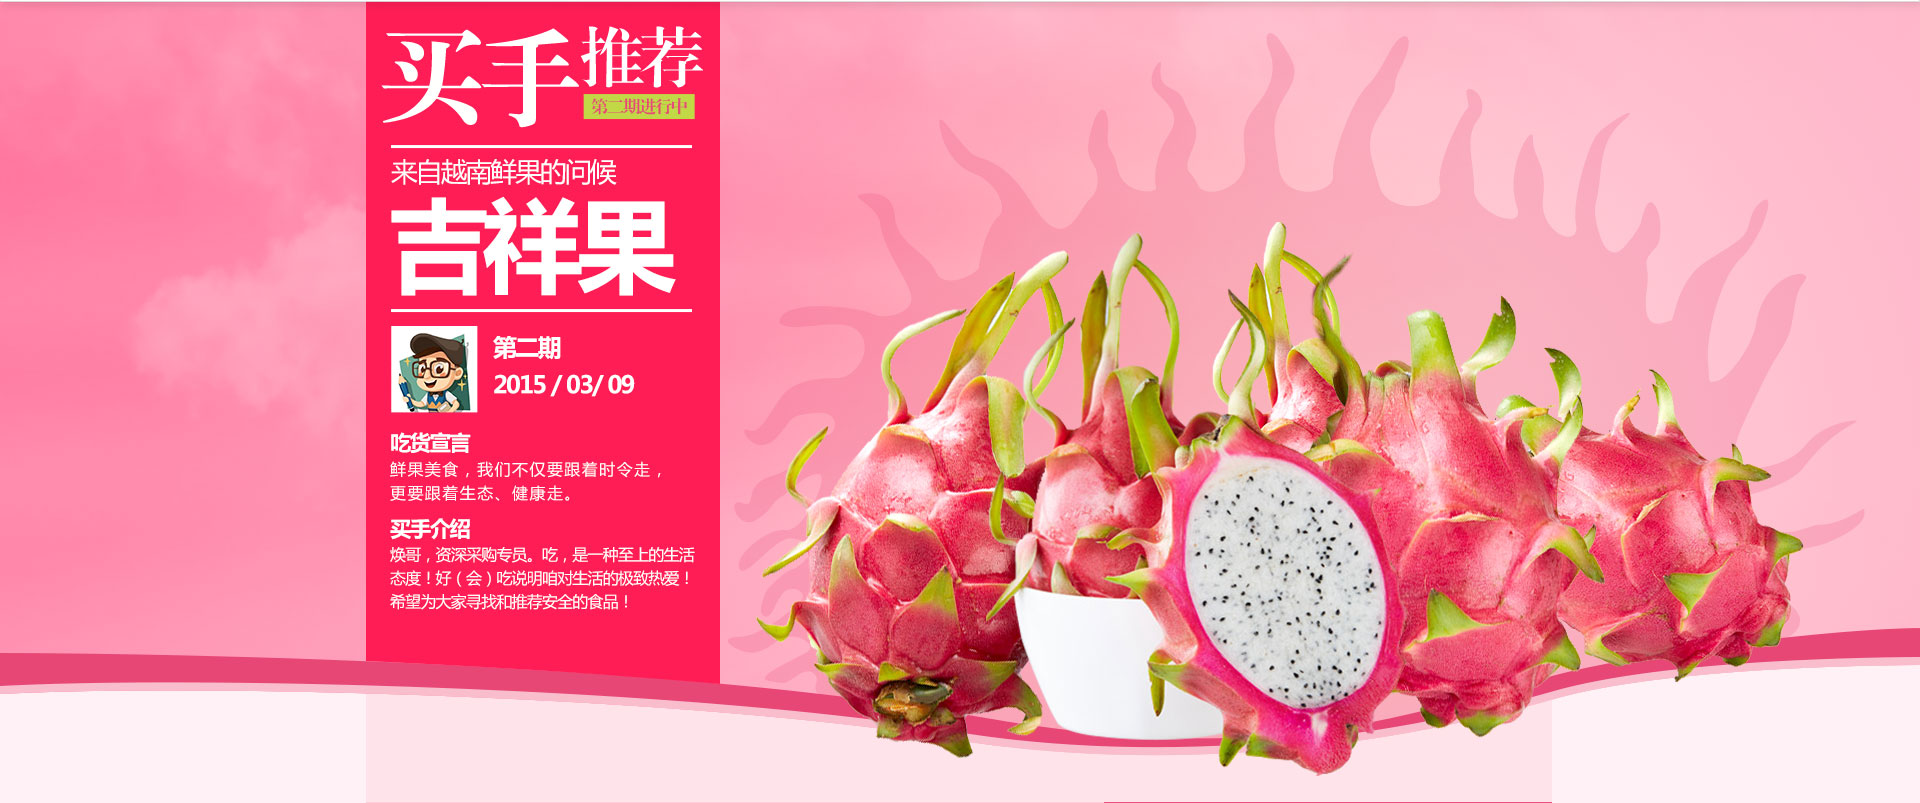 买手推荐
第二期进行中
来自越南鲜果的问候
吉祥果
第二期
2015 / 03/ 09
吃货宣言
鲜果美食，我们不仅要跟着时令走，
更要跟着生态、健康走。
买手介绍
焕哥，资深采购专员。吃，是一种至上的生活
态度！好（会）吃说明咱对生活的极致热爱！
希望为大家寻找和推荐安全的食品！